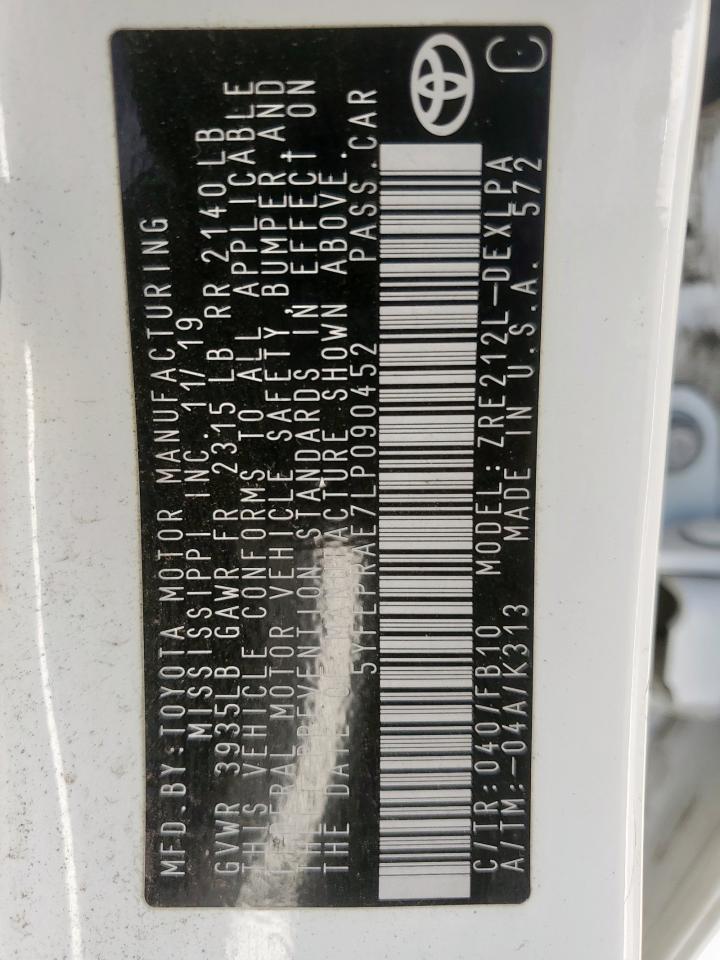 MFD.BY:TOYOTA MOTOR MANUFACTURING
MISSISSIPPI INC. 11/19
GVWR 3935LB GAWR FR 2315 LB RR 2140 LB
THIS VEHICLE CONFORMS TO ALL APPLICABLE
FEDERAL MOTOR VEHICLE SAFETY, BUMPER AND
THEFT PREVENTION STANDARDS IN EFFECT ON
THE DATE OF MANUFACTURE SHOWN ABOVE.
5YFEPRAE7LP090452 PASS.CAR
C/TR:040/FB10 MODEL:ZRE212L-DEXLPA
A/TM:-04A/K313 MADE IN U.S.A. 572
C